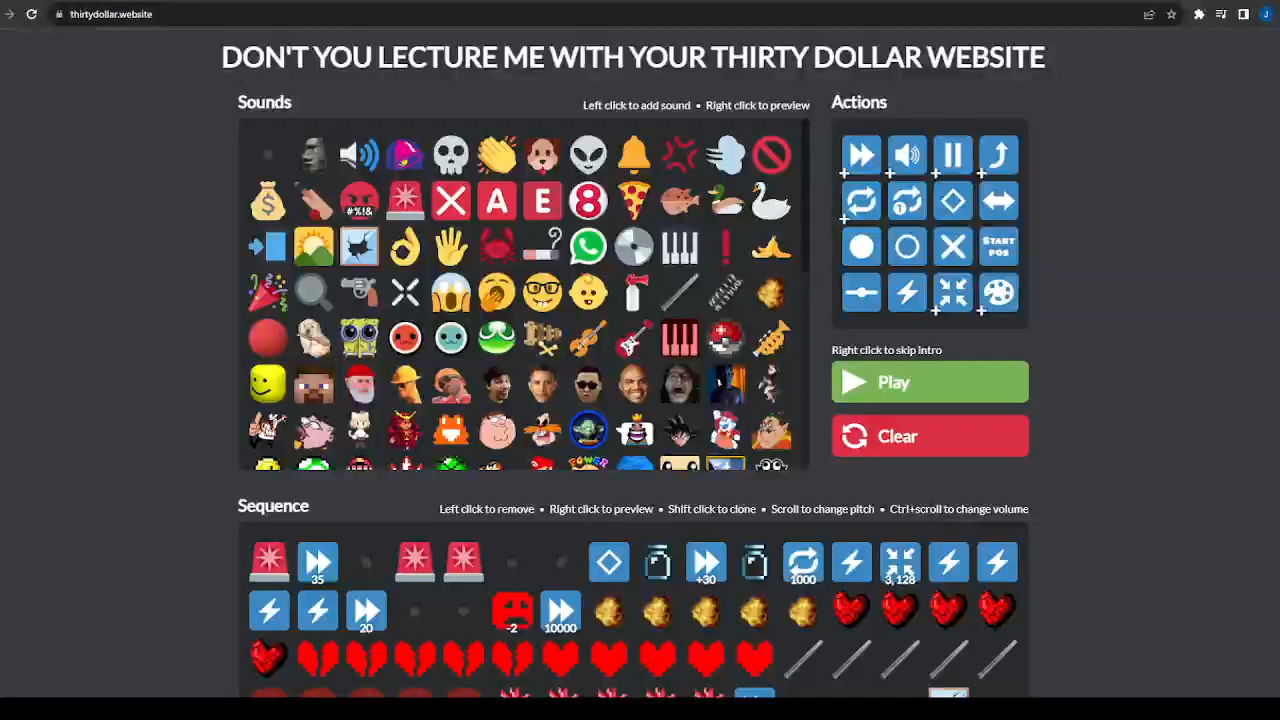 thirtydollar.website
J
DON'T YOU LECTURE ME WITH YOUR THIRTY DOLLAR WEBSITE
Sounds
Left click to add sound • Right click to preview
Actions
#%!&
A
E
8
1
START POS
Right click to skip intro
Play
Clear
Sequence
Left click to remove • Right click to preview • Shift click to clone • Scroll to change pitch • Ctrl+scroll to change volume
35
+30
1000
3, 128
20
-2
10000